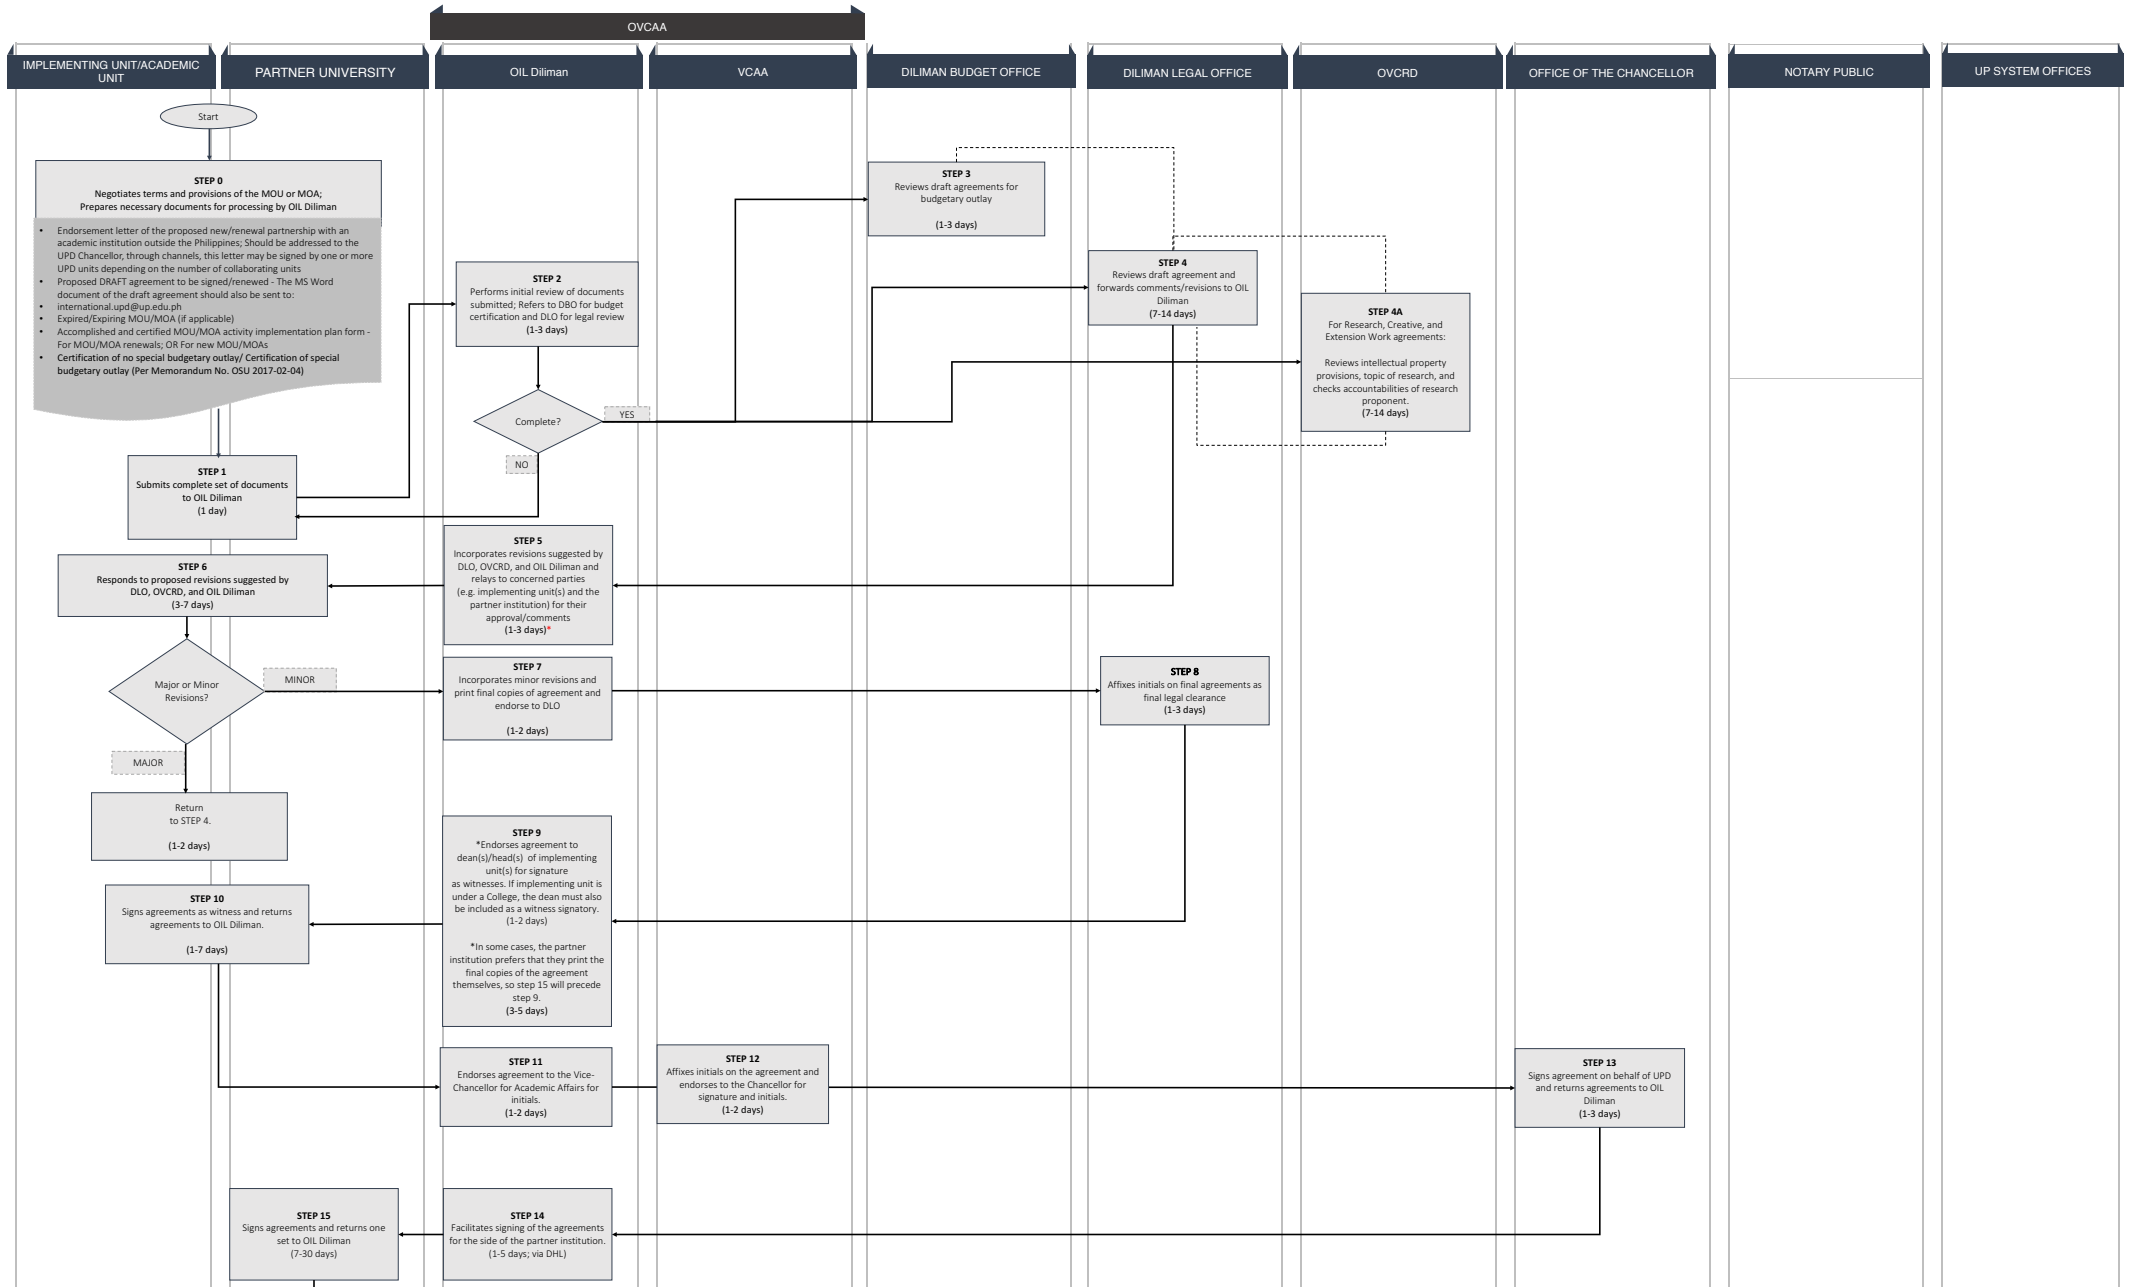 OVCAA
IMPLEMENTING UNIT/ACADEMIC
UNIT
PARTNER UNIVERSITY
OIL Diliman
VCAA
DILIMAN BUDGET OFFICE
DILIMAN LEGAL OFFICE
OVCRD
OFFICE OF THE CHANCELLOR
NOTARY PUBLIC
UP SYSTEM OFFICES
Start
STEP 0
Negotiates terms and provisions of the MOU or MOA;
Prepares necessary documents for processing by OIL Diliman
• Endorsement letter of the proposed new/renewal partnership with an
academic institution outside the Philippines; Should be addressed to the
UPD Chancellor, through channels, this letter may be signed by one or more
UPD units depending on the number of collaborating units
• Proposed DRAFT agreement to be signed/renewed - The MS Word
document of the draft agreement should also be sent to:
• international.upd@up.edu.ph
• Expired/Expiring MOU/MOA (if applicable)
• Accomplished and certified MOU/MOA activity implementation plan form -
For MOU/MOA renewals; OR For new MOU/MOAs
• Certification of no special budgetary outlay/ Certification of special
budgetary outlay (Per Memorandum No. OSU 2017-02-04)
STEP 3
Reviews draft agreements for
budgetary outlay
(1-3 days)
STEP 2
Performs initial review of documents
submitted; Refers to DBO for budget
certification and DLO for legal review
(1-3 days)
STEP 4
Reviews draft agreement and
forwards comments/revisions to OIL
Diliman
(7-14 days)
STEP 4A
For Research, Creative, and
Extension Work agreements:
Reviews intellectual property
provisions, topic of research, and
checks accountabilities of research
proponent.
(7-14 days)
Complete?
YES
NO
STEP 1
Submits complete set of documents
to OIL Diliman
(1 day)
STEP 5
Incorporates revisions suggested by
DLO, OVCRD, and OIL Diliman and
relays to concerned parties
(e.g. implementing unit(s) and the
partner institution) for their
approval/comments
(1-3 days)*
STEP 6
Responds to proposed revisions suggested by
DLO, OVCRD, and OIL Diliman
(3-7 days)
Major or Minor
Revisions?
MINOR
MAJOR
STEP 7
Incorporates minor revisions and
print final copies of agreement and
endorse to DLO
(1-2 days)
STEP 8
Affixes initials on final agreements as
final legal clearance
(1-3 days)
Return
to STEP 4.
(1-2 days)
STEP 9
*Endorses agreement to
dean(s)/head(s) of implementing
unit(s) for signature
as witnesses. If implementing unit is
under a College, the dean must also
be included as a witness signatory.
(1-2 days)
*In some cases, the partner
institution prefers that they print the
final copies of the agreement
themselves, so step 15 will precede
step 9.
(3-5 days)
STEP 10
Signs agreements as witness and returns
agreements to OIL Diliman.
(1-7 days)
STEP 11
Endorses agreement to the Vice-
Chancellor for Academic Affairs for
initials.
(1-2 days)
STEP 12
Affixes initials on the agreement and
endorses to the Chancellor for
signature and initials.
(1-2 days)
STEP 13
Signs agreement on behalf of UPD
and returns agreements to OIL
Diliman
(1-3 days)
STEP 15
Signs agreements and returns one
set to OIL Diliman
(7-30 days)
STEP 14
Facilitates signing of the agreements
for the side of the partner institution.
(1-5 days; via DHL)